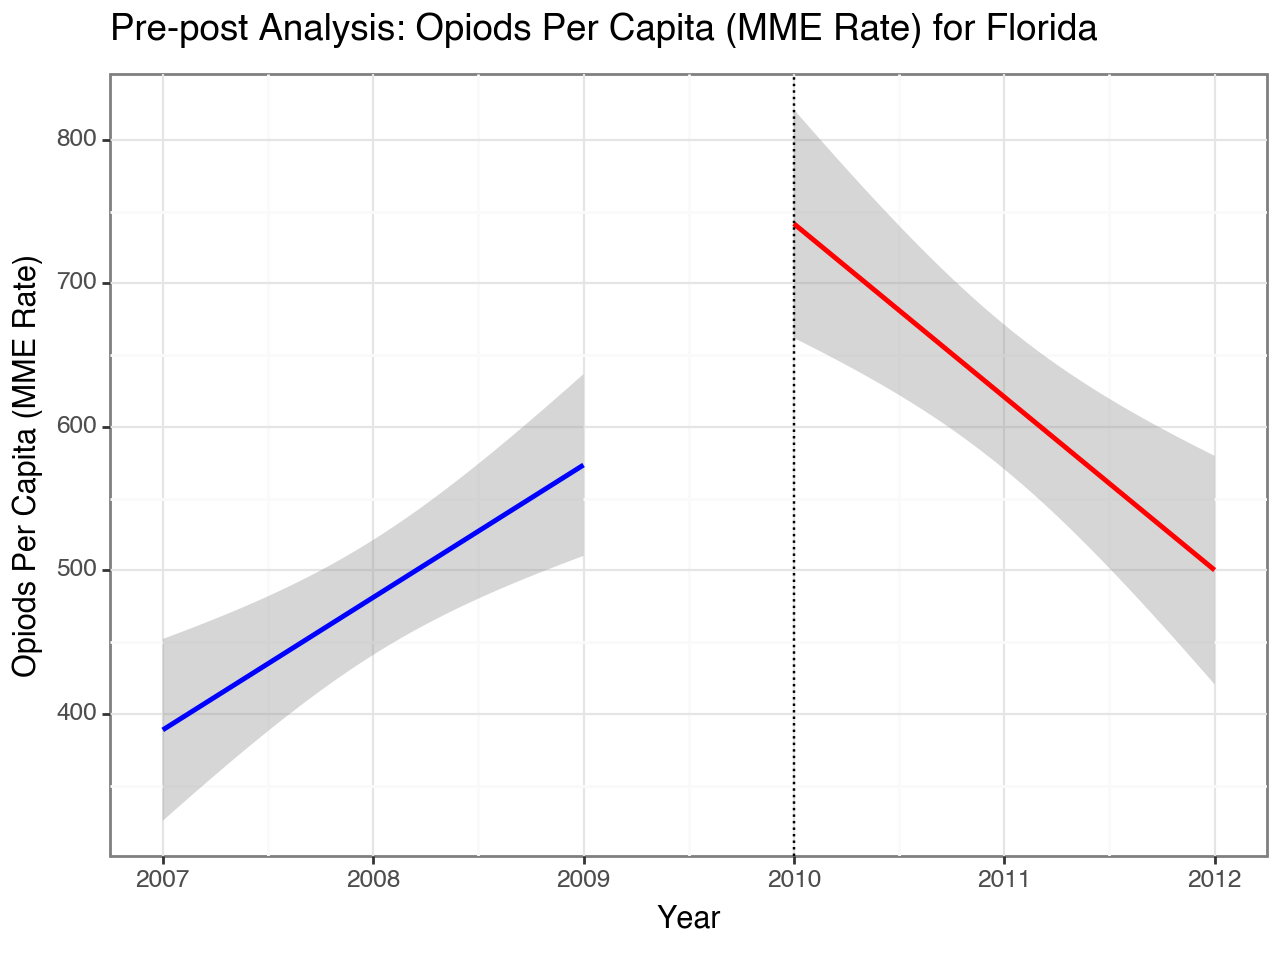 Pre-post Analysis: Opiods Per Capita (MME Rate) for Florida
Opiods Per Capita (MME Rate)
800
700
600
500
400
2007 2008 2009 2010 2011 2012
Year